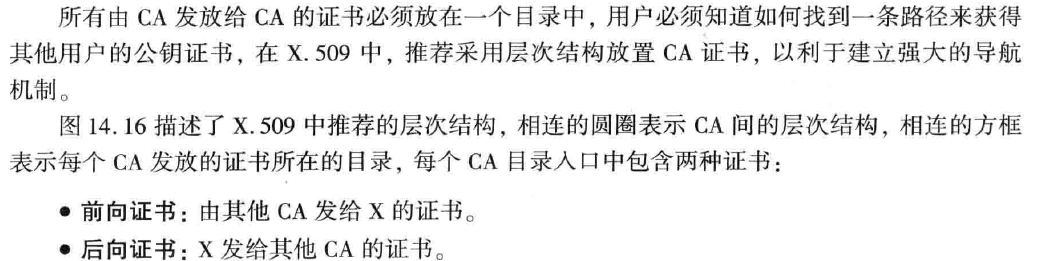 所有由 CA 发放给 CA 的证书必须放在一个目录中，用户必须知道如何找到一条路径来获得
其他用户的公钥证书，在 X.509 中，推荐采用层次结构放置 CA 证书，以利于建立强大的导航
机制。
图 14.16 描述了 X.509 中推荐的层次结构，相连的圆圈表示 CA 间的层次结构，相连的方框
表示每个 CA 发放的证书所在的目录，每个 CA 目录入口中包含两种证书：
● 前向证书：由其他 CA 发给 X 的证书。
● 后向证书：X 发给其他 CA 的证书。